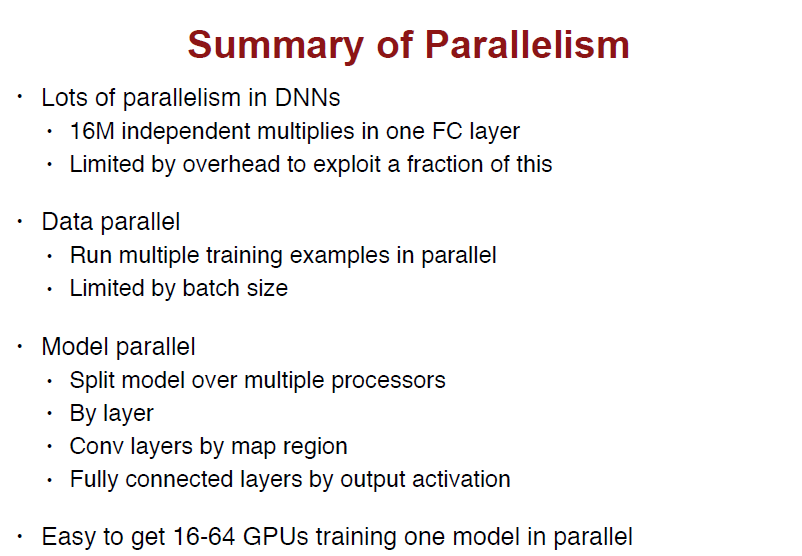 Summary of Parallelism
• Lots of parallelism in DNNs
• 16M independent multiplies in one FC layer
• Limited by overhead to exploit a fraction of this
• Data parallel
• Run multiple training examples in parallel
• Limited by batch size
• Model parallel
• Split model over multiple processors
• By layer
• Conv layers by map region
• Fully connected layers by output activation
• Easy to get 16-64 GPUs training one model in parallel